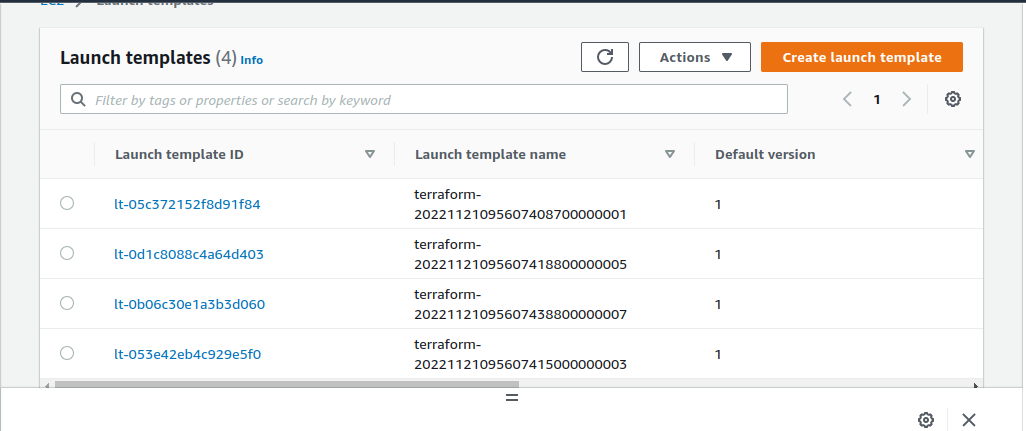 EC2 Launch templates
Launch templates (4) Info
Actions
Create launch template
Filter by tags or properties or search by keyword
1
Launch template ID
Launch template name
Default version
lt-05c372152f8d91f84
terraform-
20221121095607408700000001
1
lt-0d1c8088c4a64d403
terraform-
20221121095607418800000005
1
lt-0b06c30e1a3b3d060
terraform-
20221121095607438800000007
1
lt-053e42eb4c929e5f0
terraform-
20221121095607415000000003
1